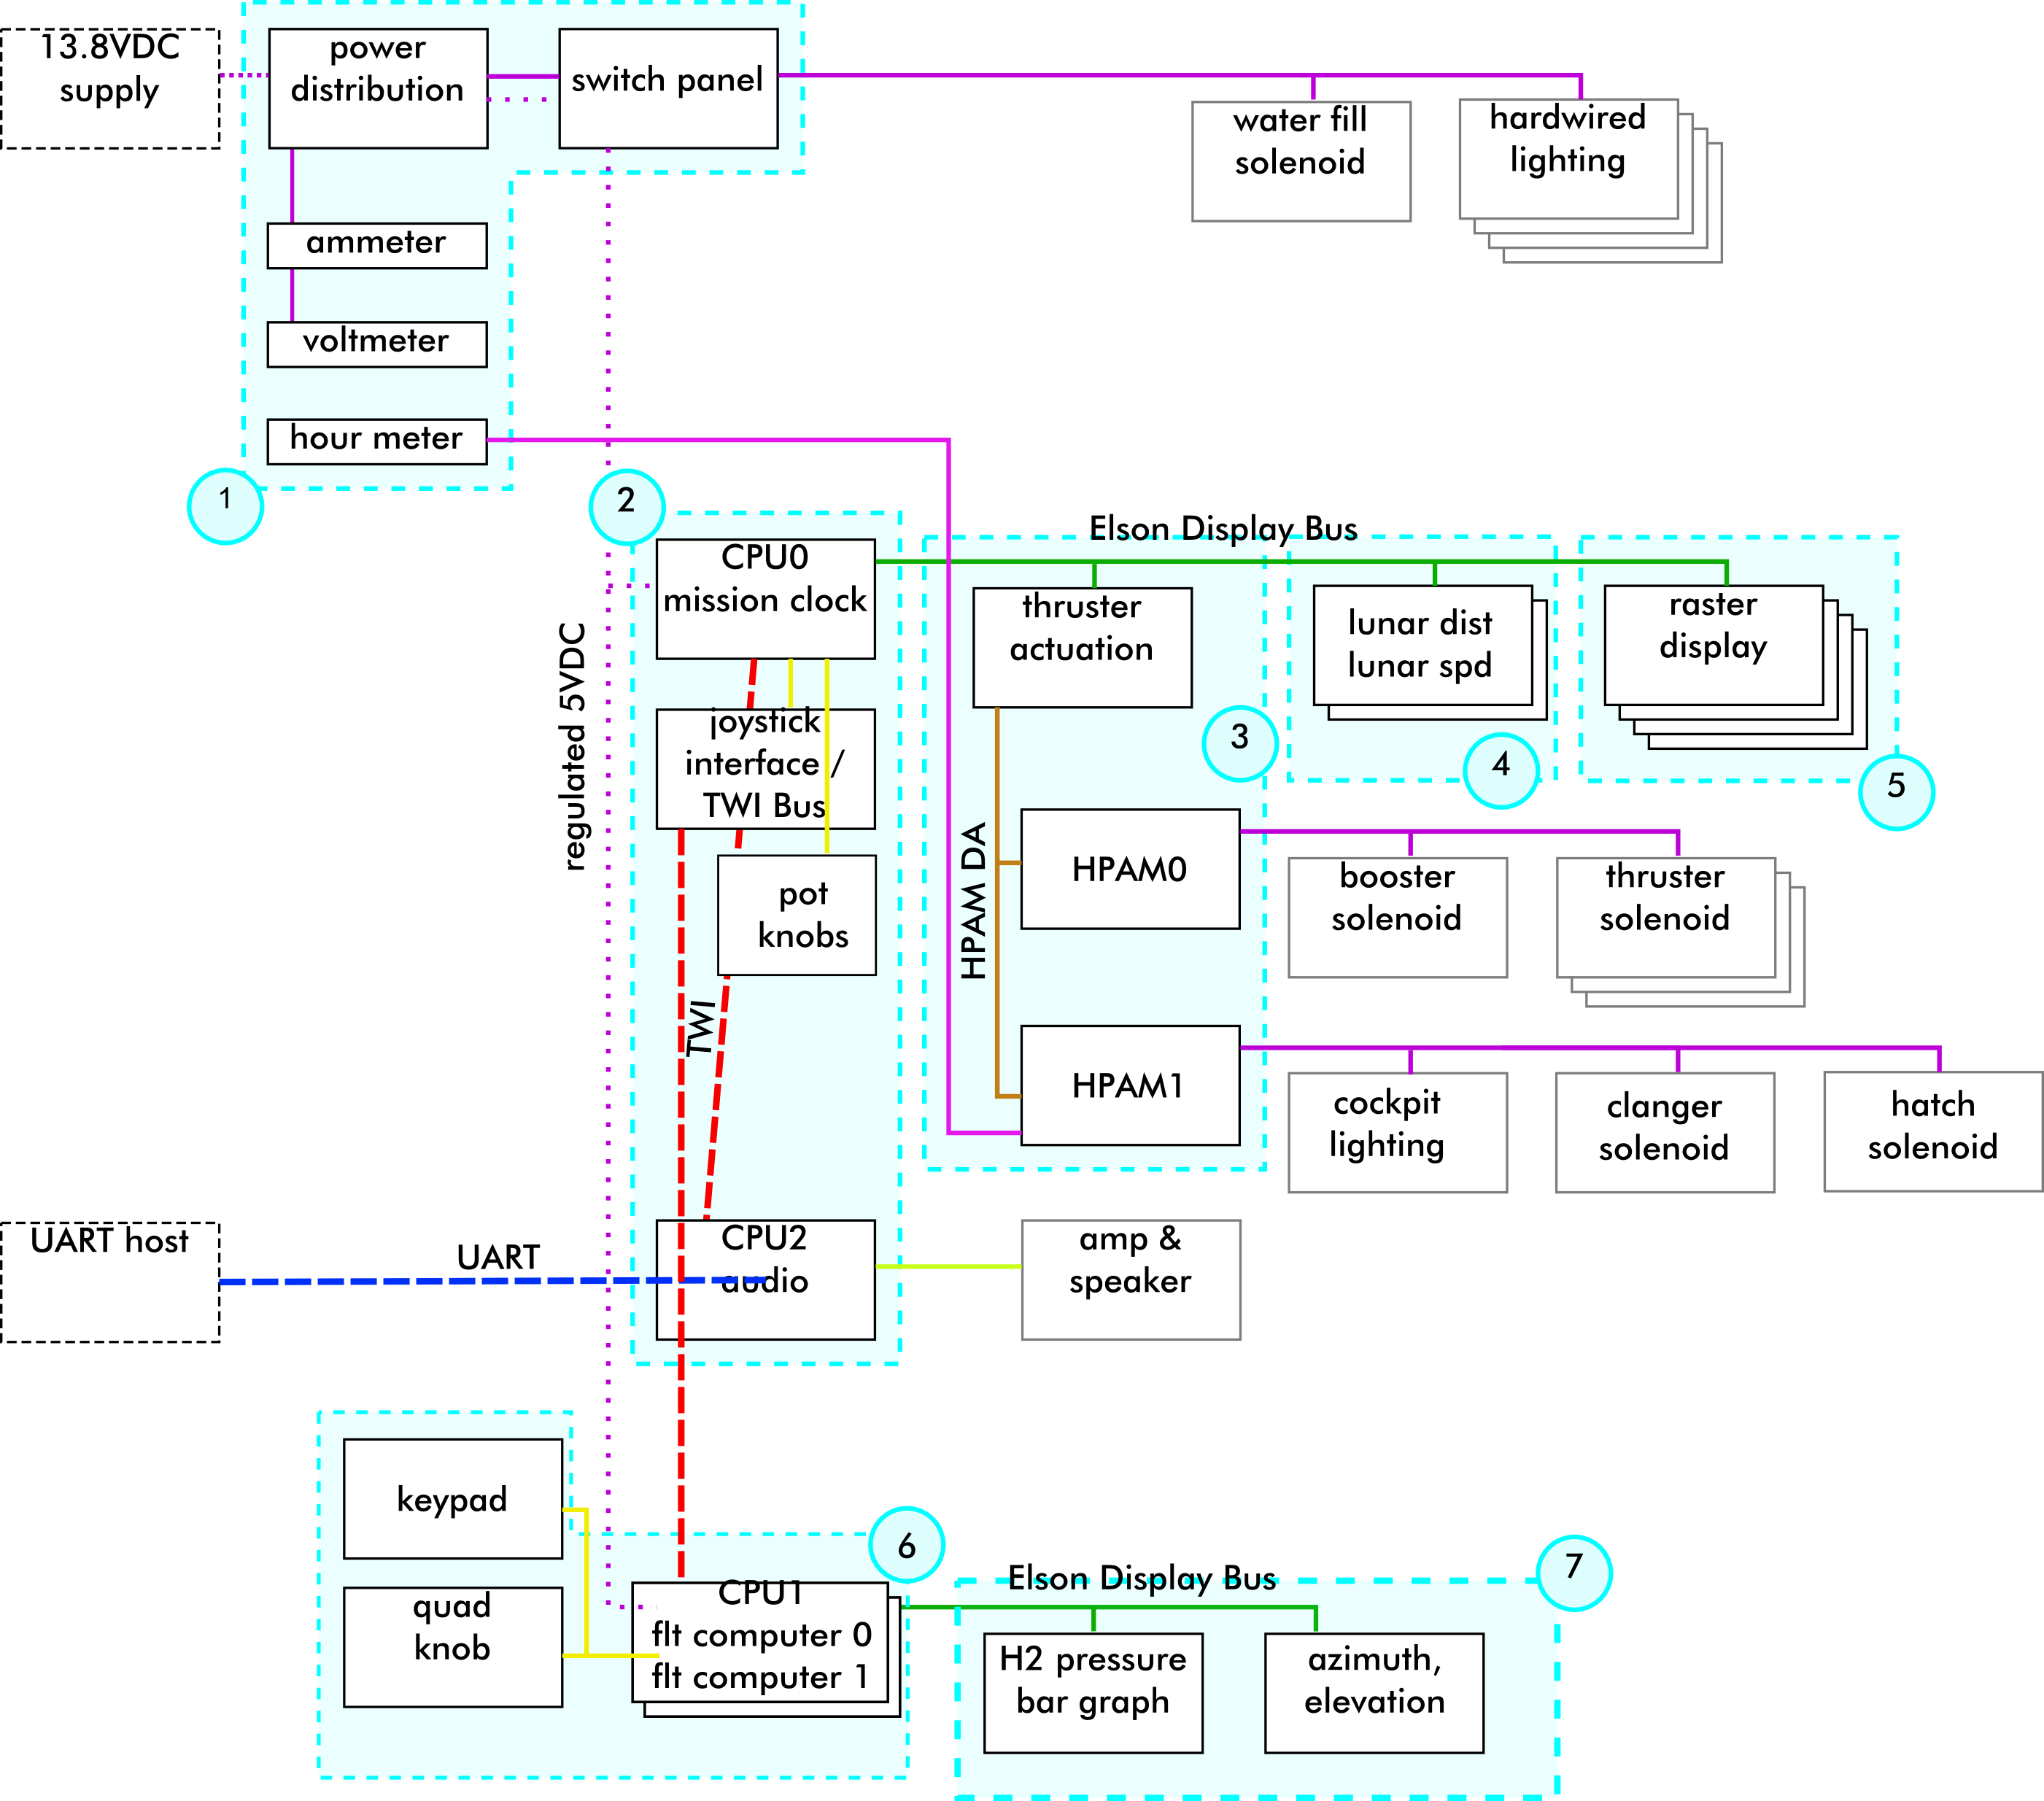 13.8VDC
supply
power
distribution
switch panel
water fill
solenoid
hardwired
lighting
ammeter
voltmeter
hour meter
1
2
regulated 5VDC
CPU0
mission clock
joystick
interface /
TWI Bus
pot
knobs
TWI
Elson Display Bus
thruster
actuation
3
lunar dist
lunar spd
4
raster
display
5
HPAM DA
HPAM0
booster
solenoid
thruster
solenoid
HPAM1
cockpit
lighting
clanger
solenoid
hatch
solenoid
UART host
UART
CPU2
audio
amp &
speaker
keypad
quad
knob
6
CPU1
flt computer 0
flt computer 1
Elson Display Bus
7
H2 pressure
bar graph
azimuth,
elevation